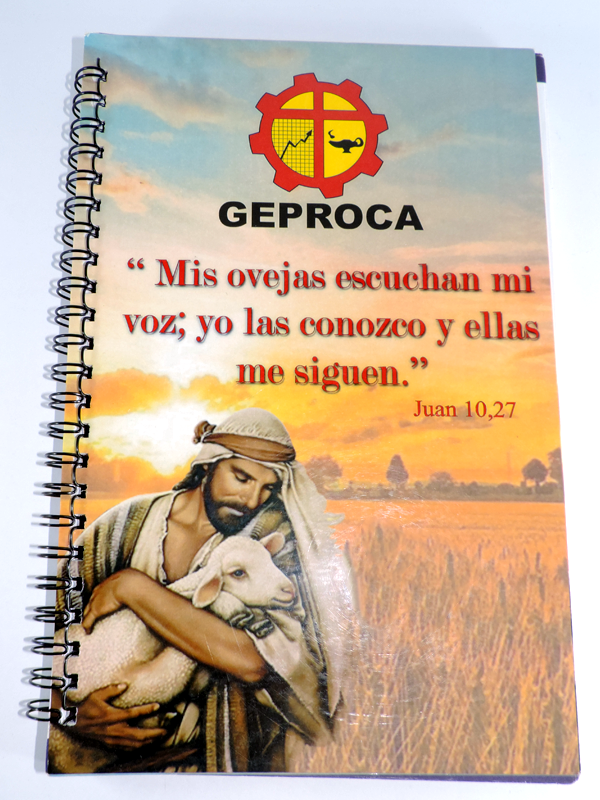 GEPROCA
“ Mis ovejas escuchan mi
voz; yo las conozco y ellas
me siguen.”
Juan 10,27